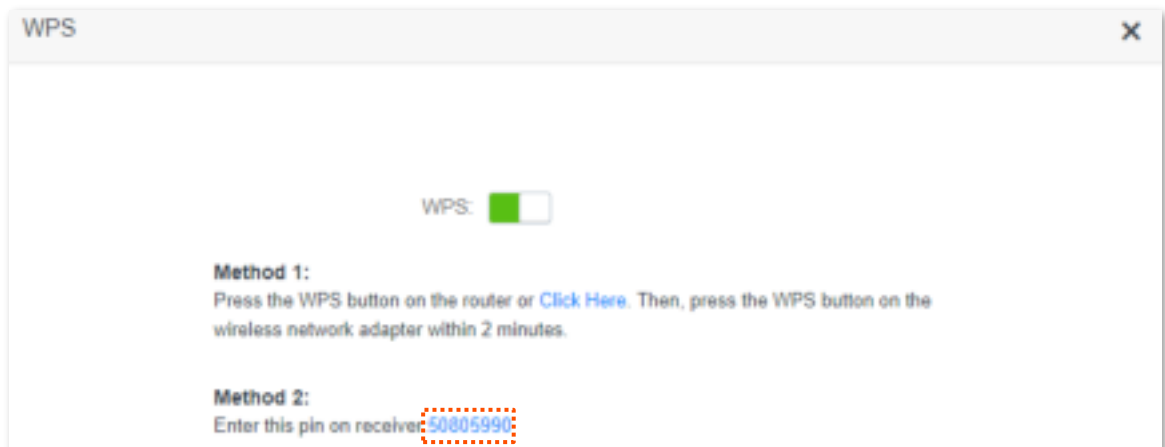 WPS
WPS:
Method 1:
Press the WPS button on the router or Click Here. Then, press the WPS button on the
wireless network adapter within 2 minutes.
Method 2:
Enter this pin on receiver 50805990